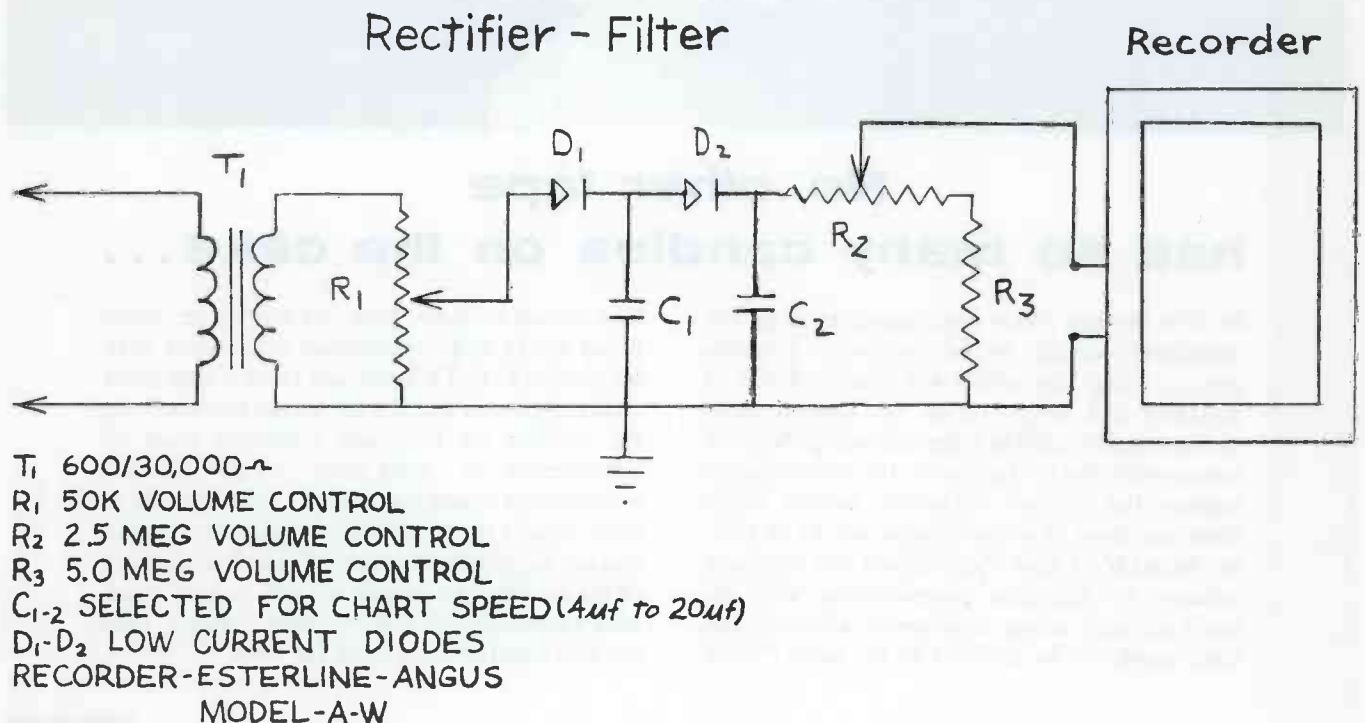 Rectifier - Filter
Recorder
T₁
D₁
D₂
R₁
C₁
C₂
R₂
R₃
T₁ 600/30,000-Ω
R₁ 50K VOLUME CONTROL
R₂ 2.5 MEG VOLUME CONTROL
R₃ 5.0 MEG VOLUME CONTROL
C₁-₂ SELECTED FOR CHART SPEED (4uf to 20uf)
D₁-D₂ LOW CURRENT DIODES
RECORDER-ESTERLINE-ANGUS
MODEL-A-W